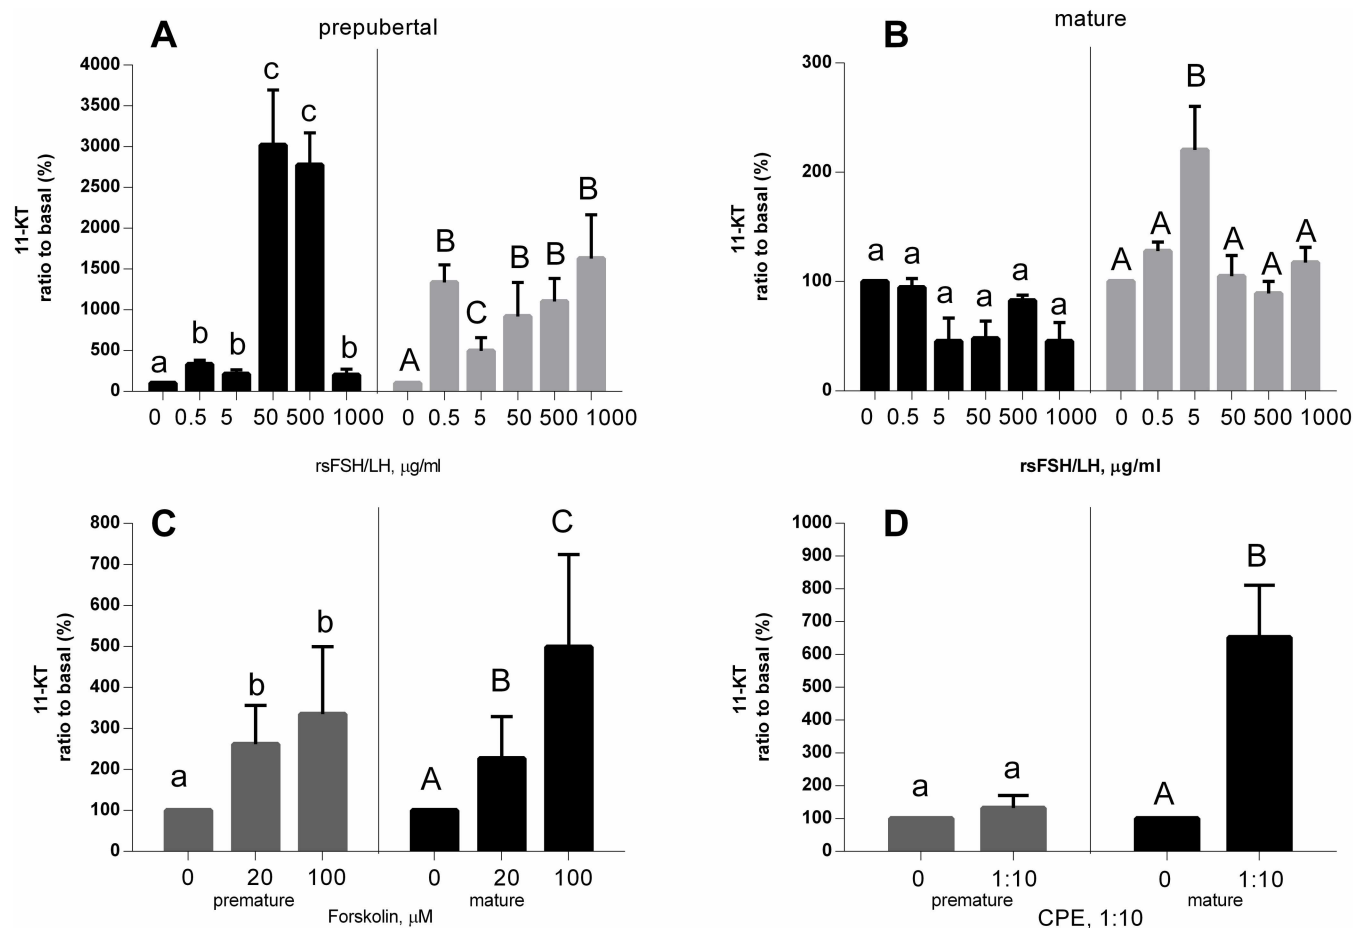 A
prepubertal
4000
3500
3000
2500
2000
1500
1000
500
0
11-KT
ratio to basal (%)
a
b
b
c
c
b
A
B
C
B
B
B
0 0.5 5 50 500 1000 0 0.5 5 50 500 1000
rsFSH/LH, μg/ml
B
mature
300
200
100
0
11-KT
ratio to basal (%)
a
a
a
a
a
a
A
A
B
A
A
A
0 0.5 5 50 500 1000 0 0.5 5 50 500 1000
rsFSH/LH, μg/ml
C
800
700
600
500
400
300
200
100
0
11-KT
ratio to basal (%)
a
b
b
A
B
C
0 20 100 0 20 100
premature mature
Forskolin, μM
D
1000
900
800
700
600
500
400
300
200
100
0
11-KT
ratio to basal (%)
a
a
A
B
0 1:10 0 1:10
premature mature
CPE, 1:10